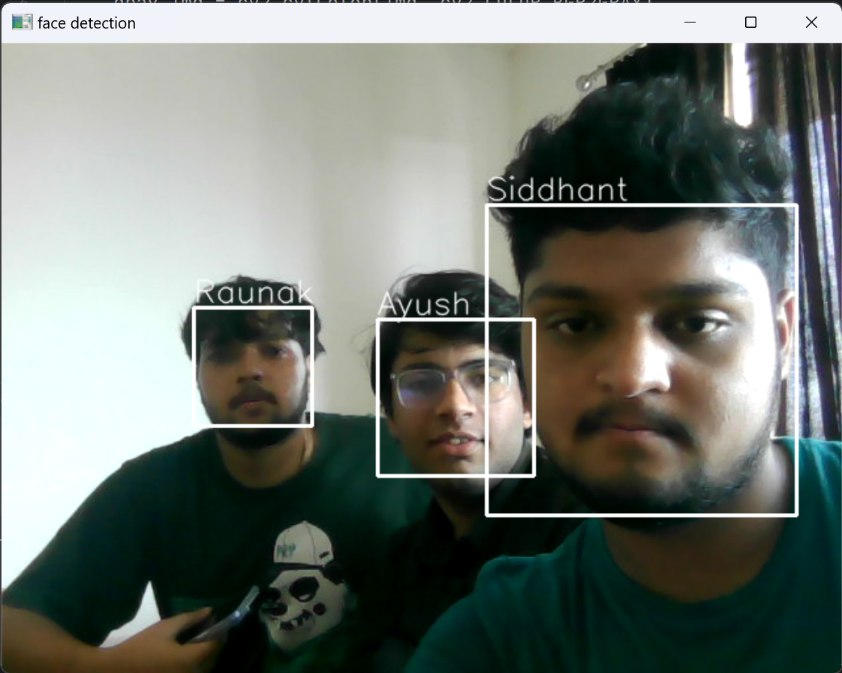 face detection
Siddhant
Raunak
Ayush